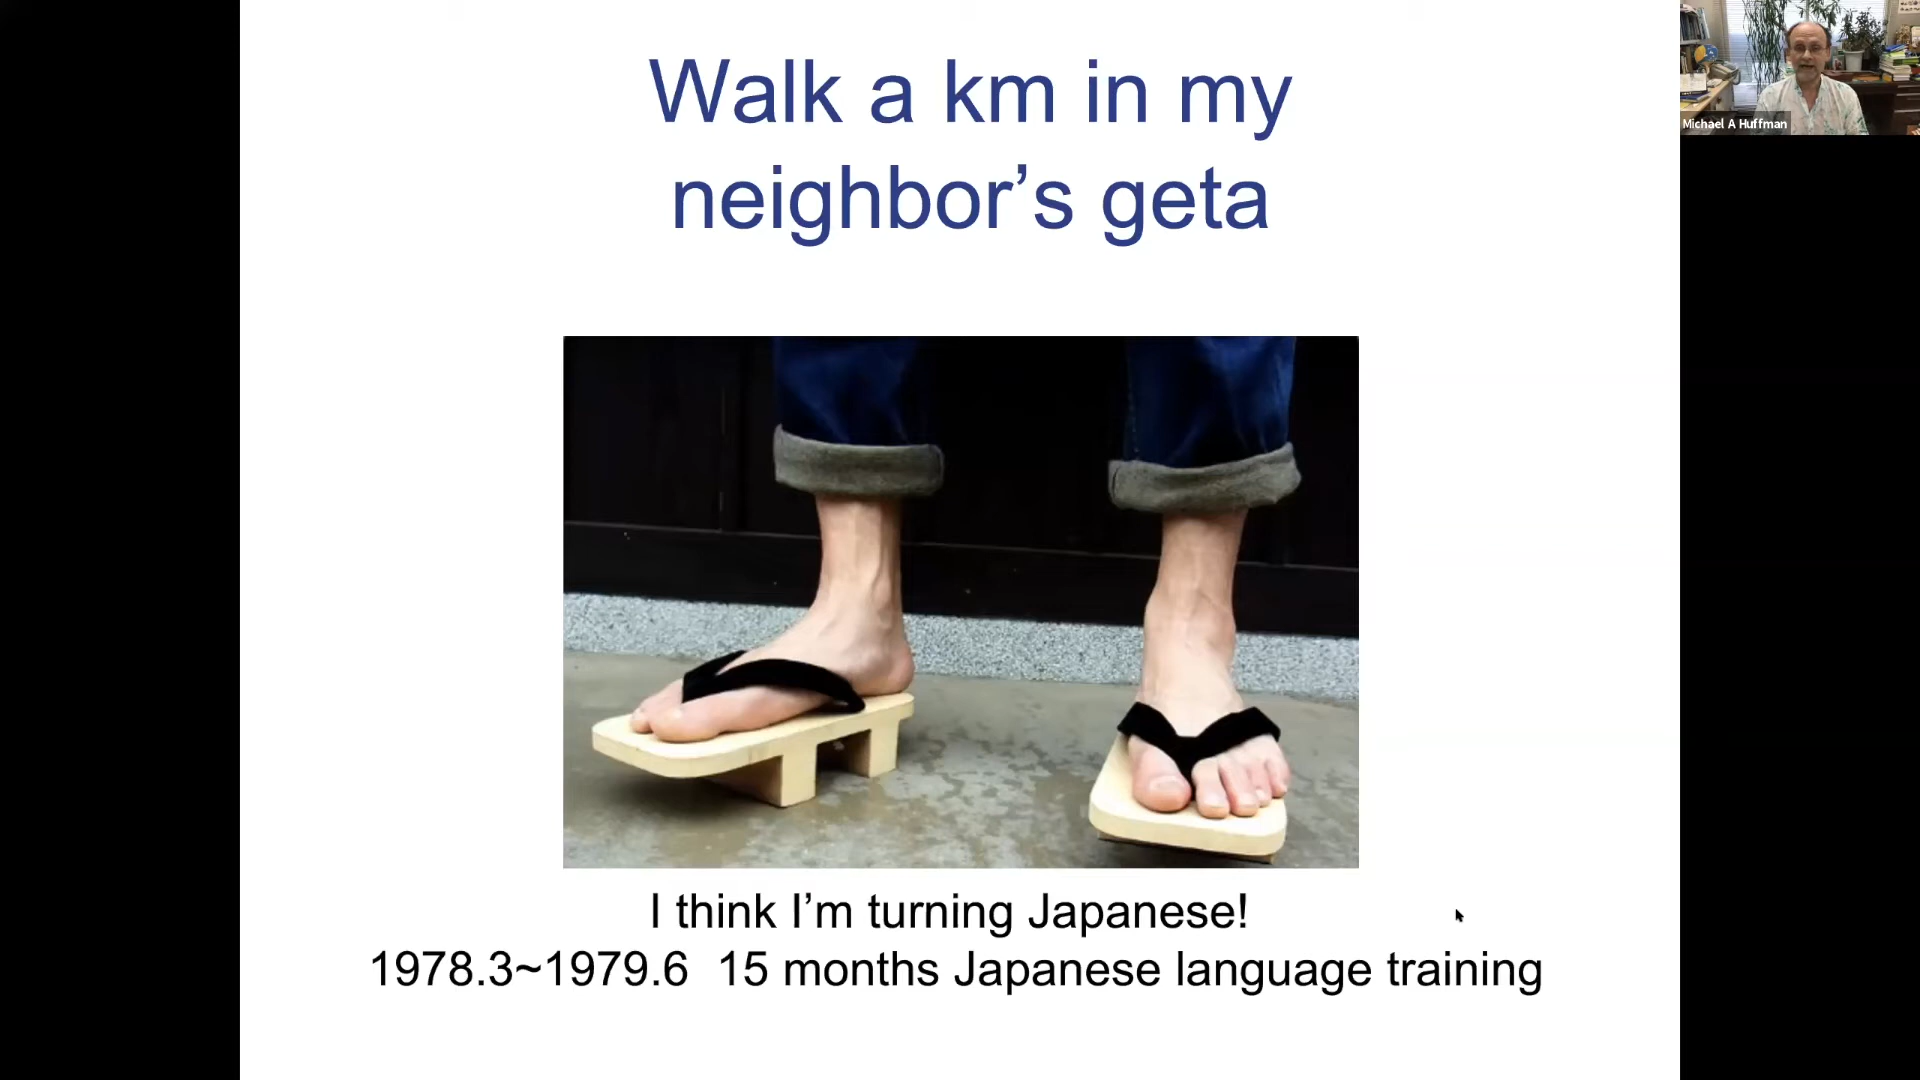 Walk a km in my
neighbor’s geta
I think I’m turning Japanese!
1978.3~1979.6  15 months Japanese language training
Michael A Huffman